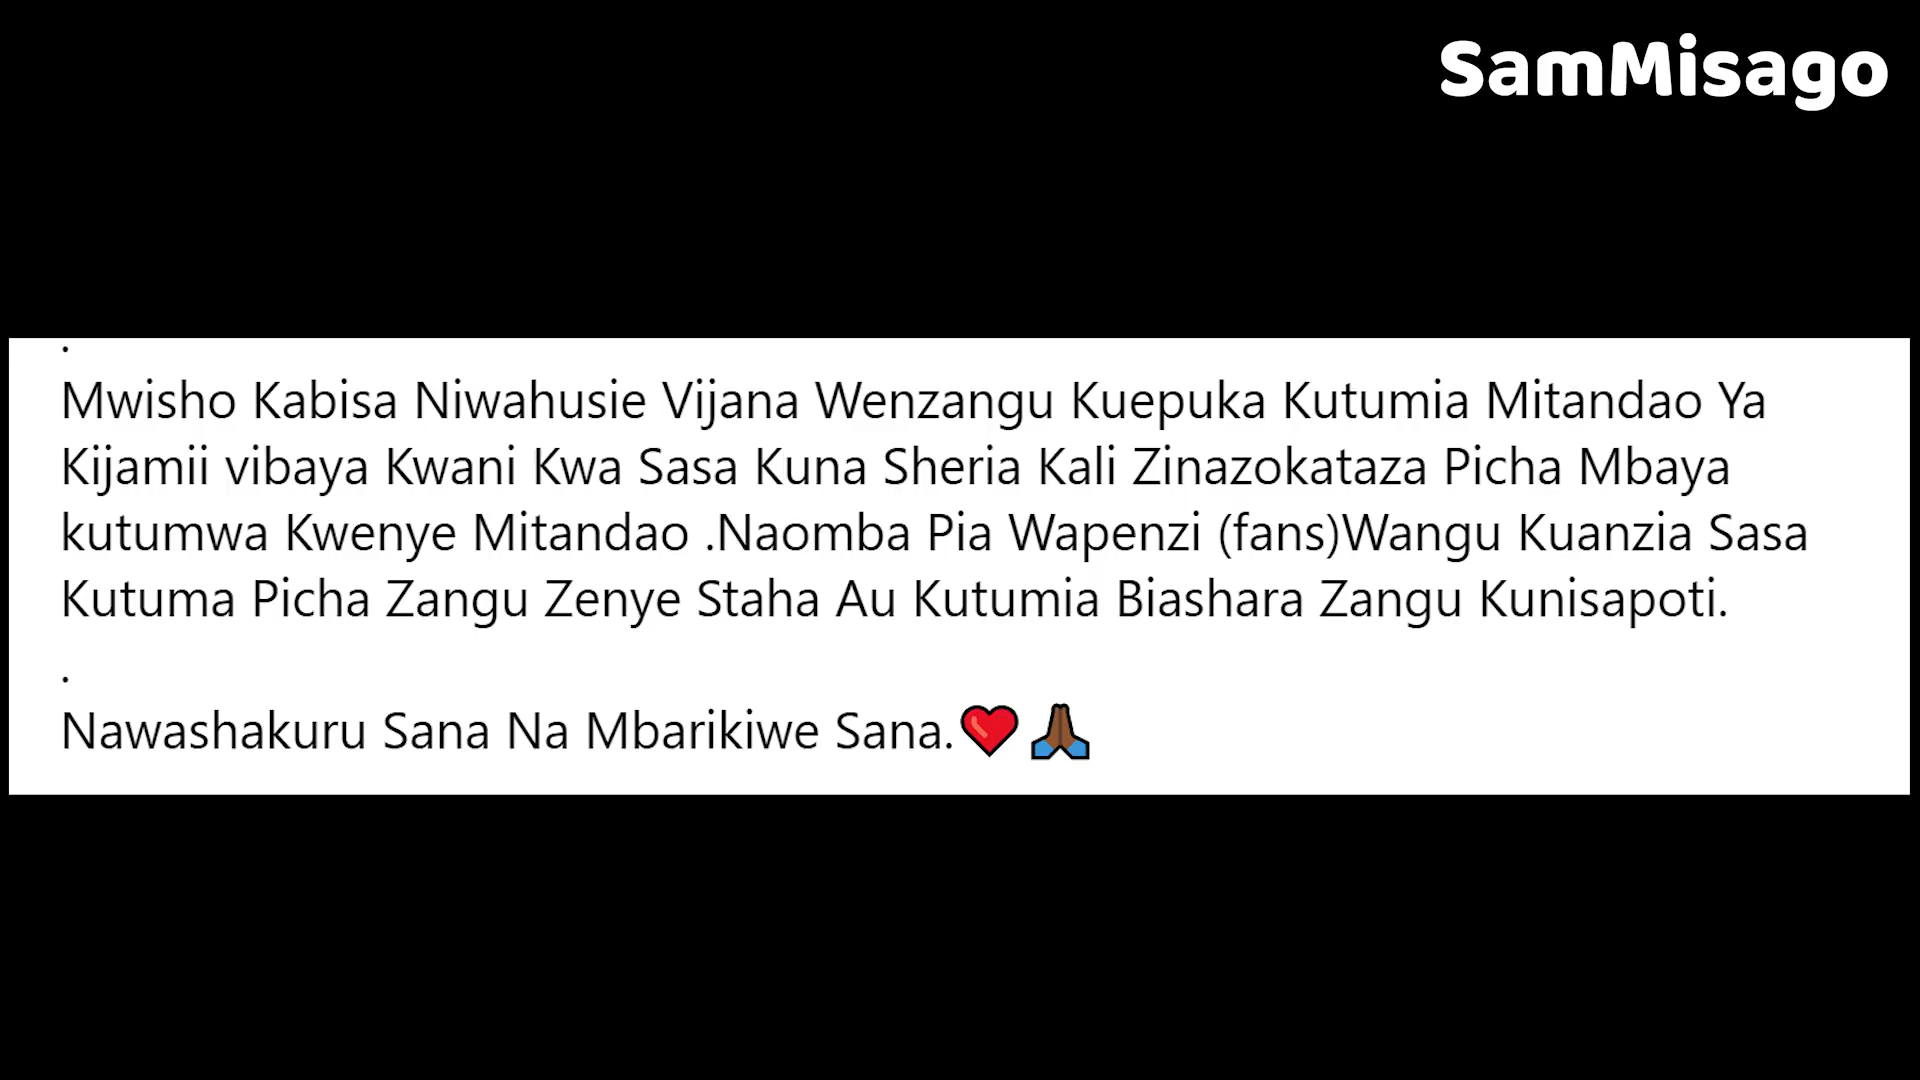 SamMisago
.
Mwisho Kabisa Niwahusie Vijana Wenzangu Kuepuka Kutumia Mitandao Ya
Kijamii vibaya Kwani Kwa Sasa Kuna Sheria Kali Zinazokataza Picha Mbaya
kutumwa Kwenye Mitandao .Naomba Pia Wapenzi (fans)Wangu Kuanzia Sasa
Kutuma Picha Zangu Zenye Staha Au Kutumia Biashara Zangu Kunisapoti.
.
Nawashakuru Sana Na Mbarikiwe Sana.❤️🙏🏾